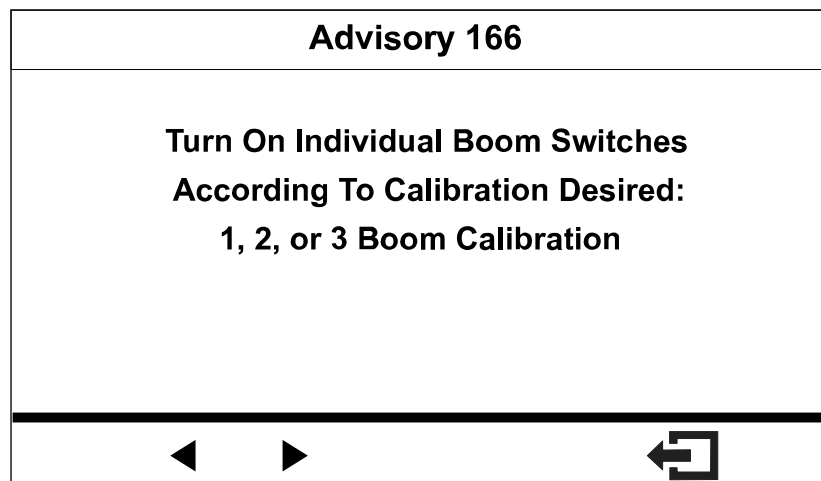 Advisory 166
Turn On Individual Boom Switches
According To Calibration Desired:
1, 2, or 3 Boom Calibration